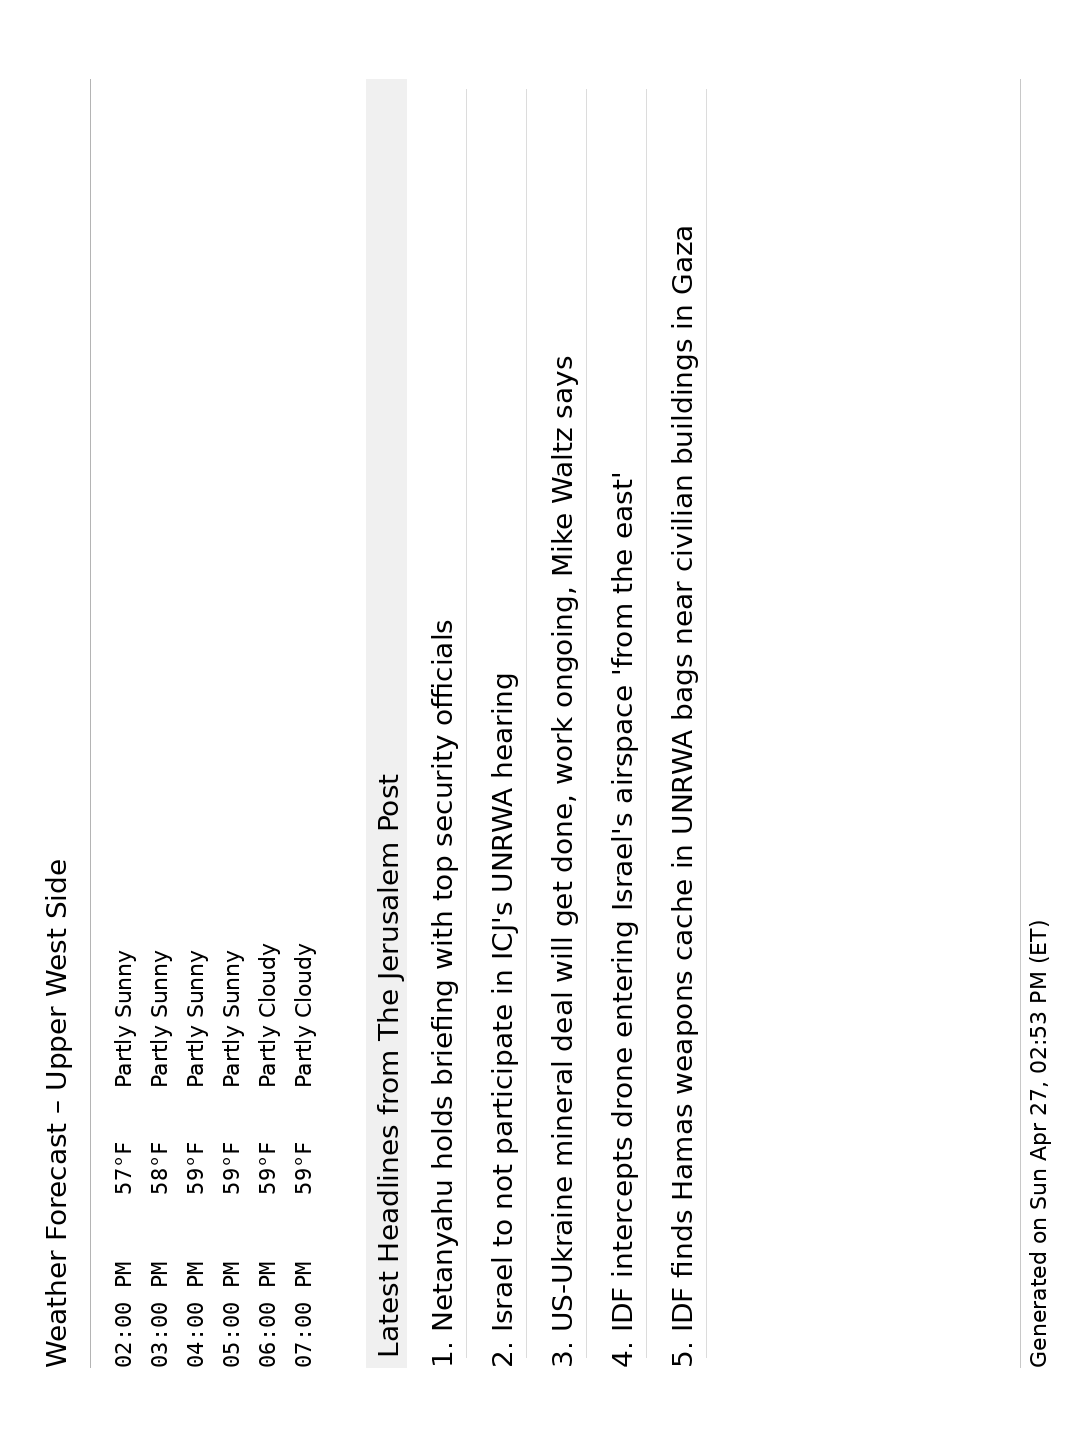 Weather Forecast – Upper West Side
02:00 PM 57°F Partly Sunny
03:00 PM 58°F Partly Sunny
04:00 PM 59°F Partly Sunny
05:00 PM 59°F Partly Sunny
06:00 PM 59°F Partly Cloudy
07:00 PM 59°F Partly Cloudy
Latest Headlines from The Jerusalem Post
1. Netanyahu holds briefing with top security officials
2. Israel to not participate in ICJ's UNRWA hearing
3. US-Ukraine mineral deal will get done, work ongoing, Mike Waltz says
4. IDF intercepts drone entering Israel's airspace 'from the east'
5. IDF finds Hamas weapons cache in UNRWA bags near civilian buildings in Gaza
Generated on Sun Apr 27, 02:53 PM (ET)